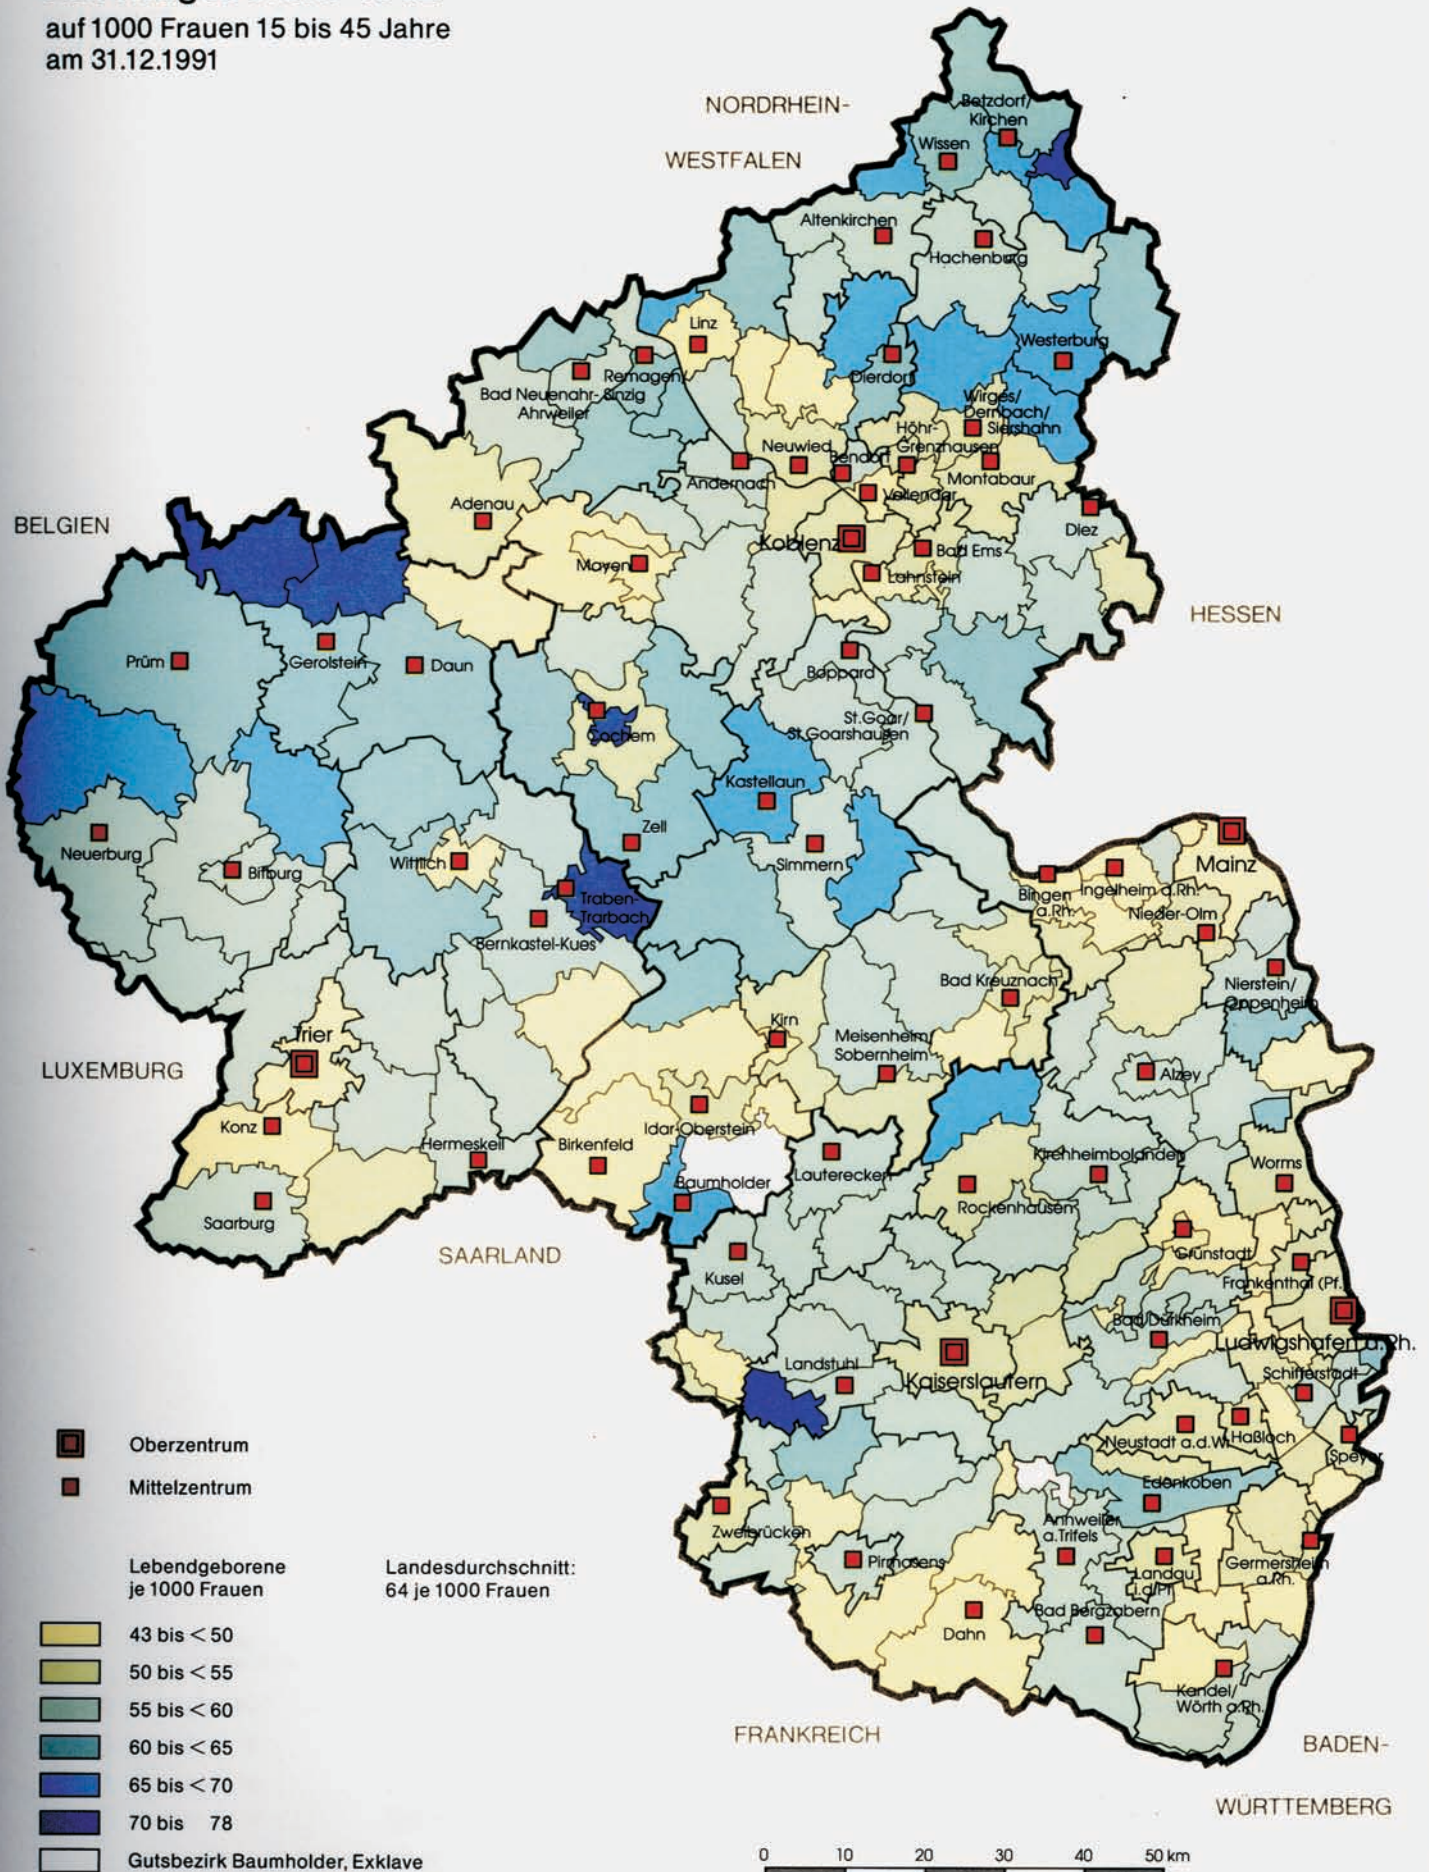 auf 1000 Frauen 15 bis 45 Jahre
am 31.12.1991
NORDRHEIN-
WESTFALEN
Betzdorf/
Kirchen
Wissen
Altenkirchen
Hachenburg
Linz
Westerburg
Remagen/
Sinzig
Dierdorf
Bad Neuenahr-
Ahrweiler
Wirges/
Dernbach/
Siershahn
Höhr-
Grenzhausen
Neuwied
Bendorf
Andernach
Montabaur
Vallendar
Adenau
Diez
BELGIEN
Koblenz
Bad Ems
Mayen
Lahnstein
HESSEN
Prüm
Gerolstein
Daun
Boppard
St.Goar/
St.Goarshausen
Cochem
Kastellaun
Zell
Neuerburg
Bitburg
Wittlich
Simmern
Mainz
Bingen
a.Rh.
Ingelheim a.Rh.
Nieder-Olm
Traben-
Trarbach
Bernkastel-Kues
Bad Kreuznach
Nierstein/
Oppenheim
Trier
Kirn
Meisenheim/
Sobernheim
LUXEMBURG
Alzey
Konz
Idar-Oberstein
Hermeskeil
Birkenfeld
Baumholder
Lauterecken
Kirchheimbolanden
Worms
Saarburg
Rockenhausen
SAARLAND
Grünstadt
Kusel
Frankenthal (Pf.)
Bad Dürkheim
Ludwigshafen a.Rh.
Landstuhl
Kaiserslautern
Schifferstadt
Neustadt a.d.W.
Haßloch
Speyer
Edenkoben
Zweibrücken
Annweiler
a.Trifels
Pirmasens
Landau
i.d.Pf.
Germersheim
a.Rh.
Bad Bergzabern
Dahn
Kandel/
Wörth a.Rh.
FRANKREICH
BADEN-
WÜRTTEMBERG
Oberzentrum
Mittelzentrum
Lebendgeborene
je 1000 Frauen
Landesdurchschnitt:
64 je 1000 Frauen
43 bis < 50
50 bis < 55
55 bis < 60
60 bis < 65
65 bis < 70
70 bis 78
Gutsbezirk Baumholder, Exklave
0 10 20 30 40 50 km